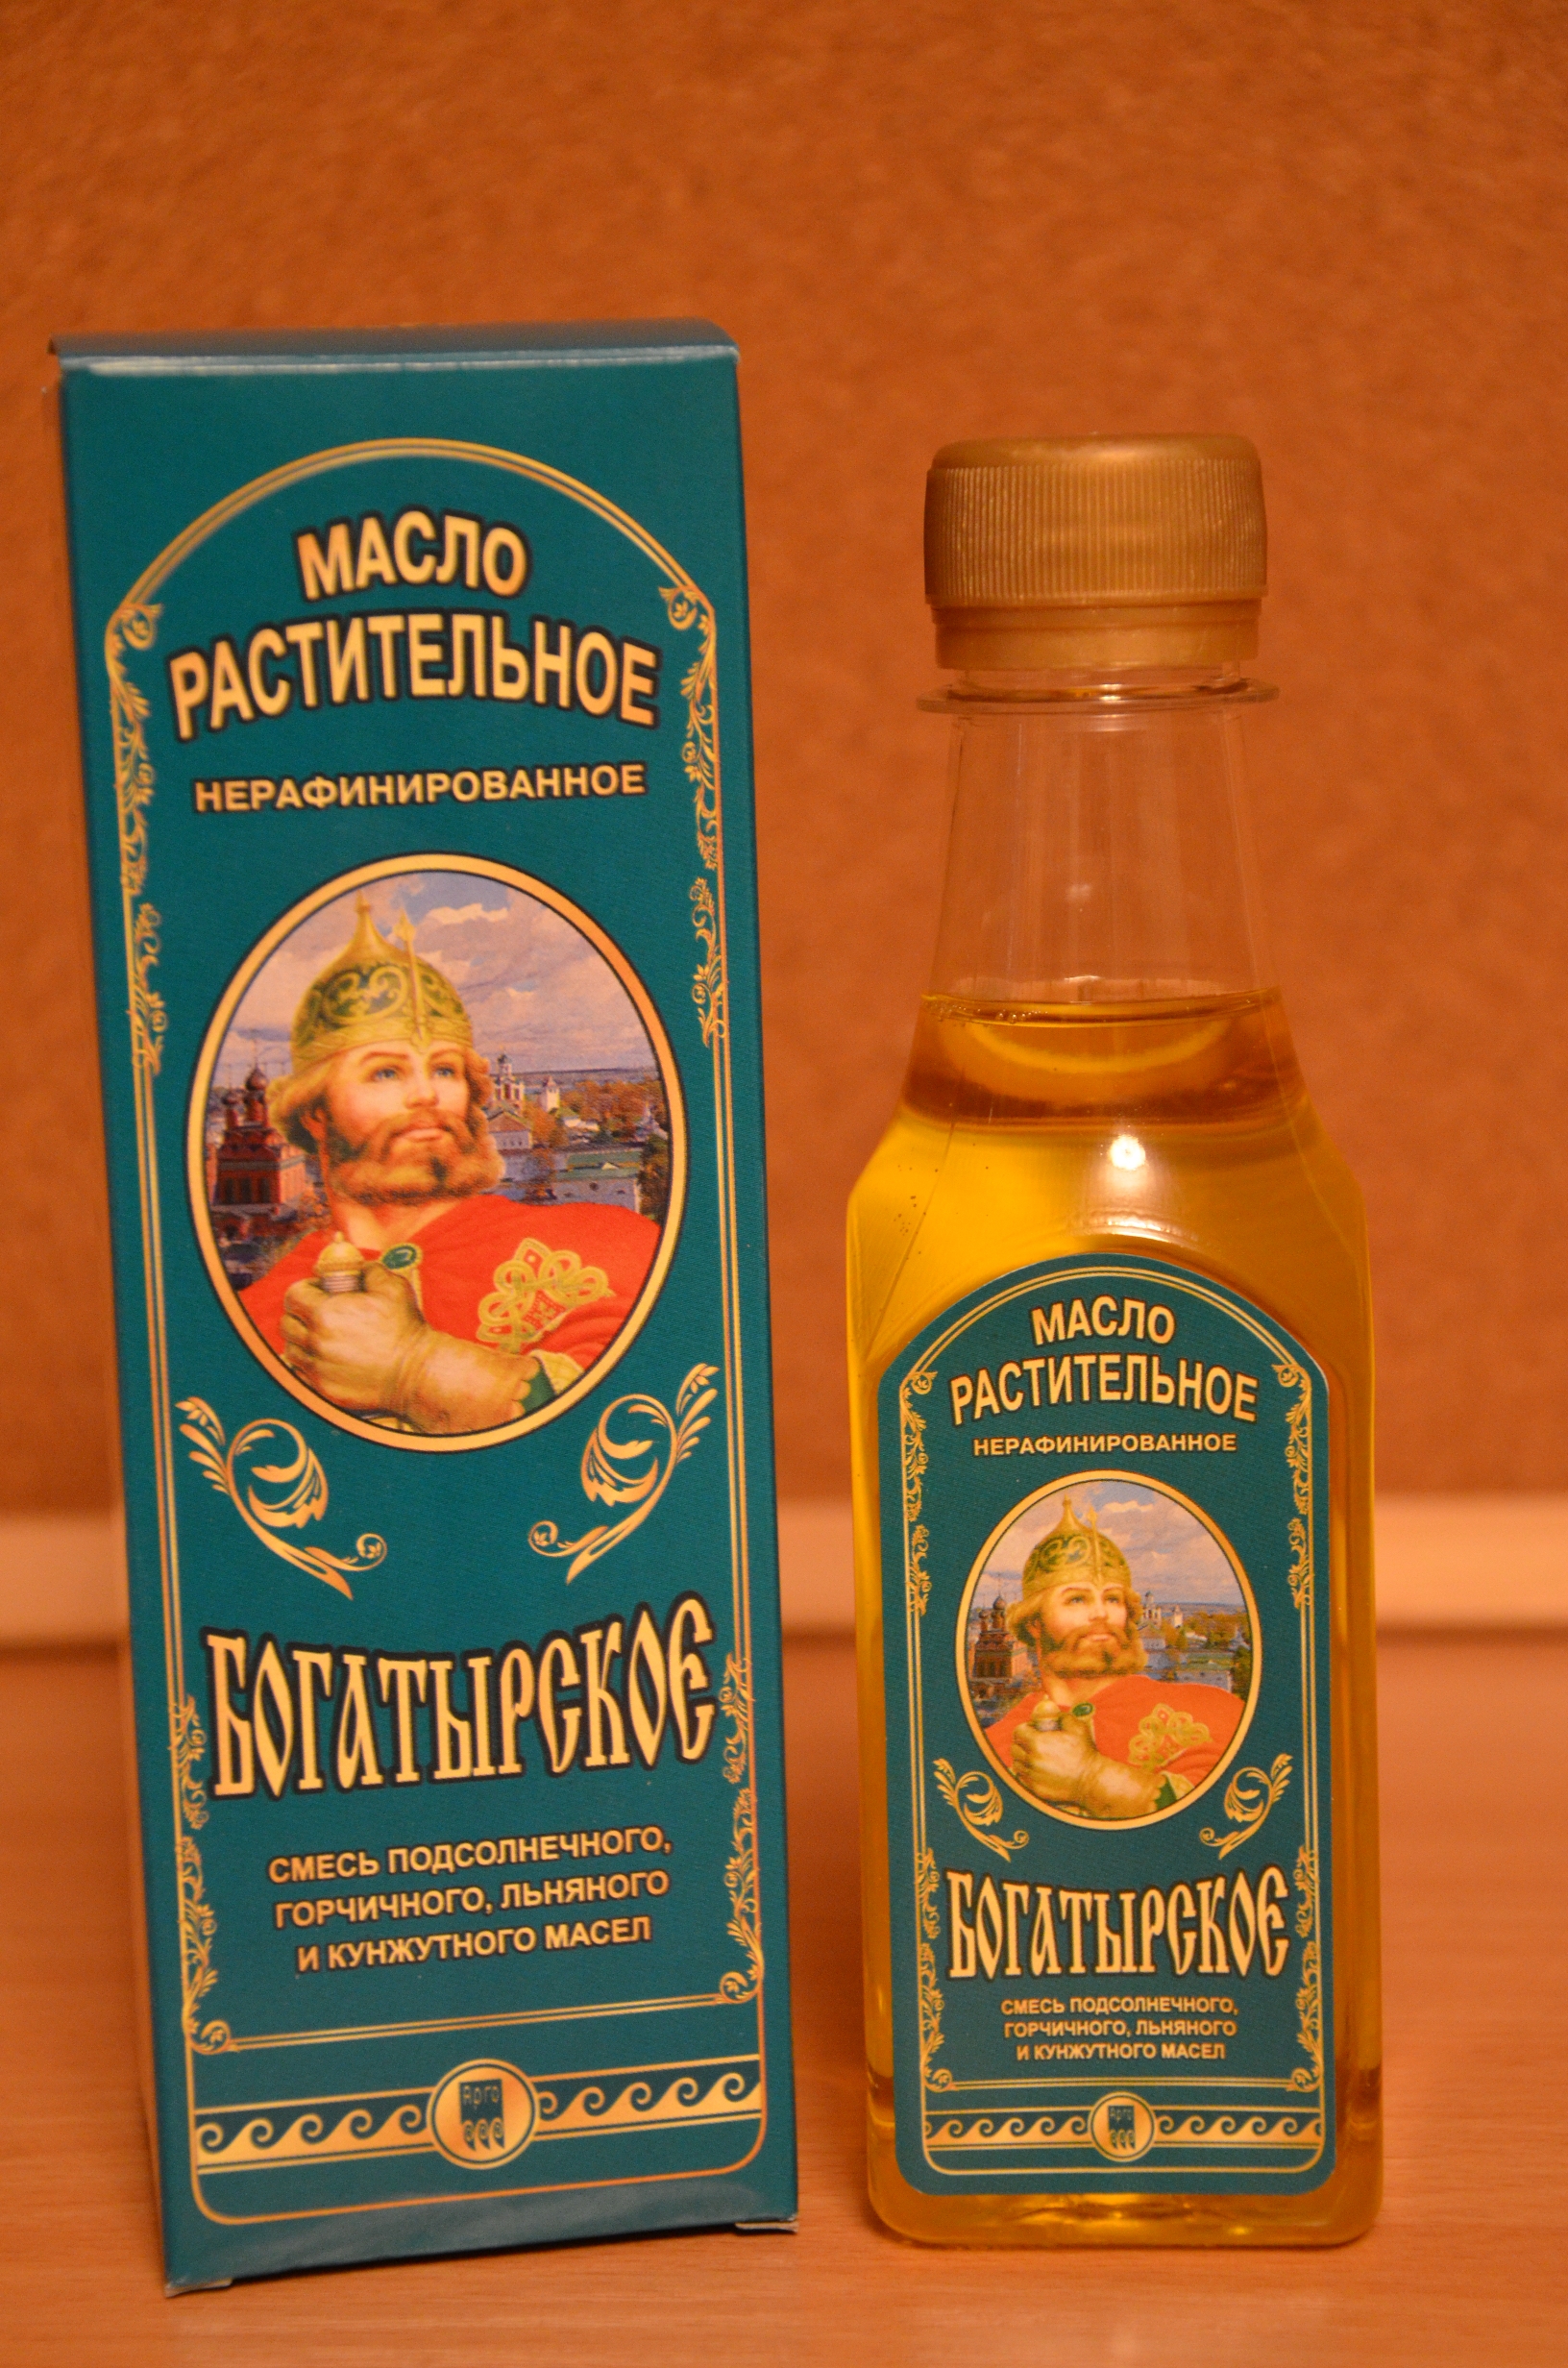 МАСЛО
РАСТИТЕЛЬНОЕ
НЕРАФИНИРОВАННОЕ
БОГАТЫРСКОЕ
СМЕСЬ ПОДСОЛНЕЧНОГО,
ГОРЧИЧНОГО, ЛЬНЯНОГО
И КУНЖУТНОГО МАСЕЛ
Арго
МАСЛО
РАСТИТЕЛЬНОЕ
НЕРАФИНИРОВАННОЕ
БОГАТЫРСКОЕ
СМЕСЬ ПОДСОЛНЕЧНОГО,
ГОРЧИЧНОГО, ЛЬНЯНОГО
И КУНЖУТНОГО МАСЕЛ
Арго